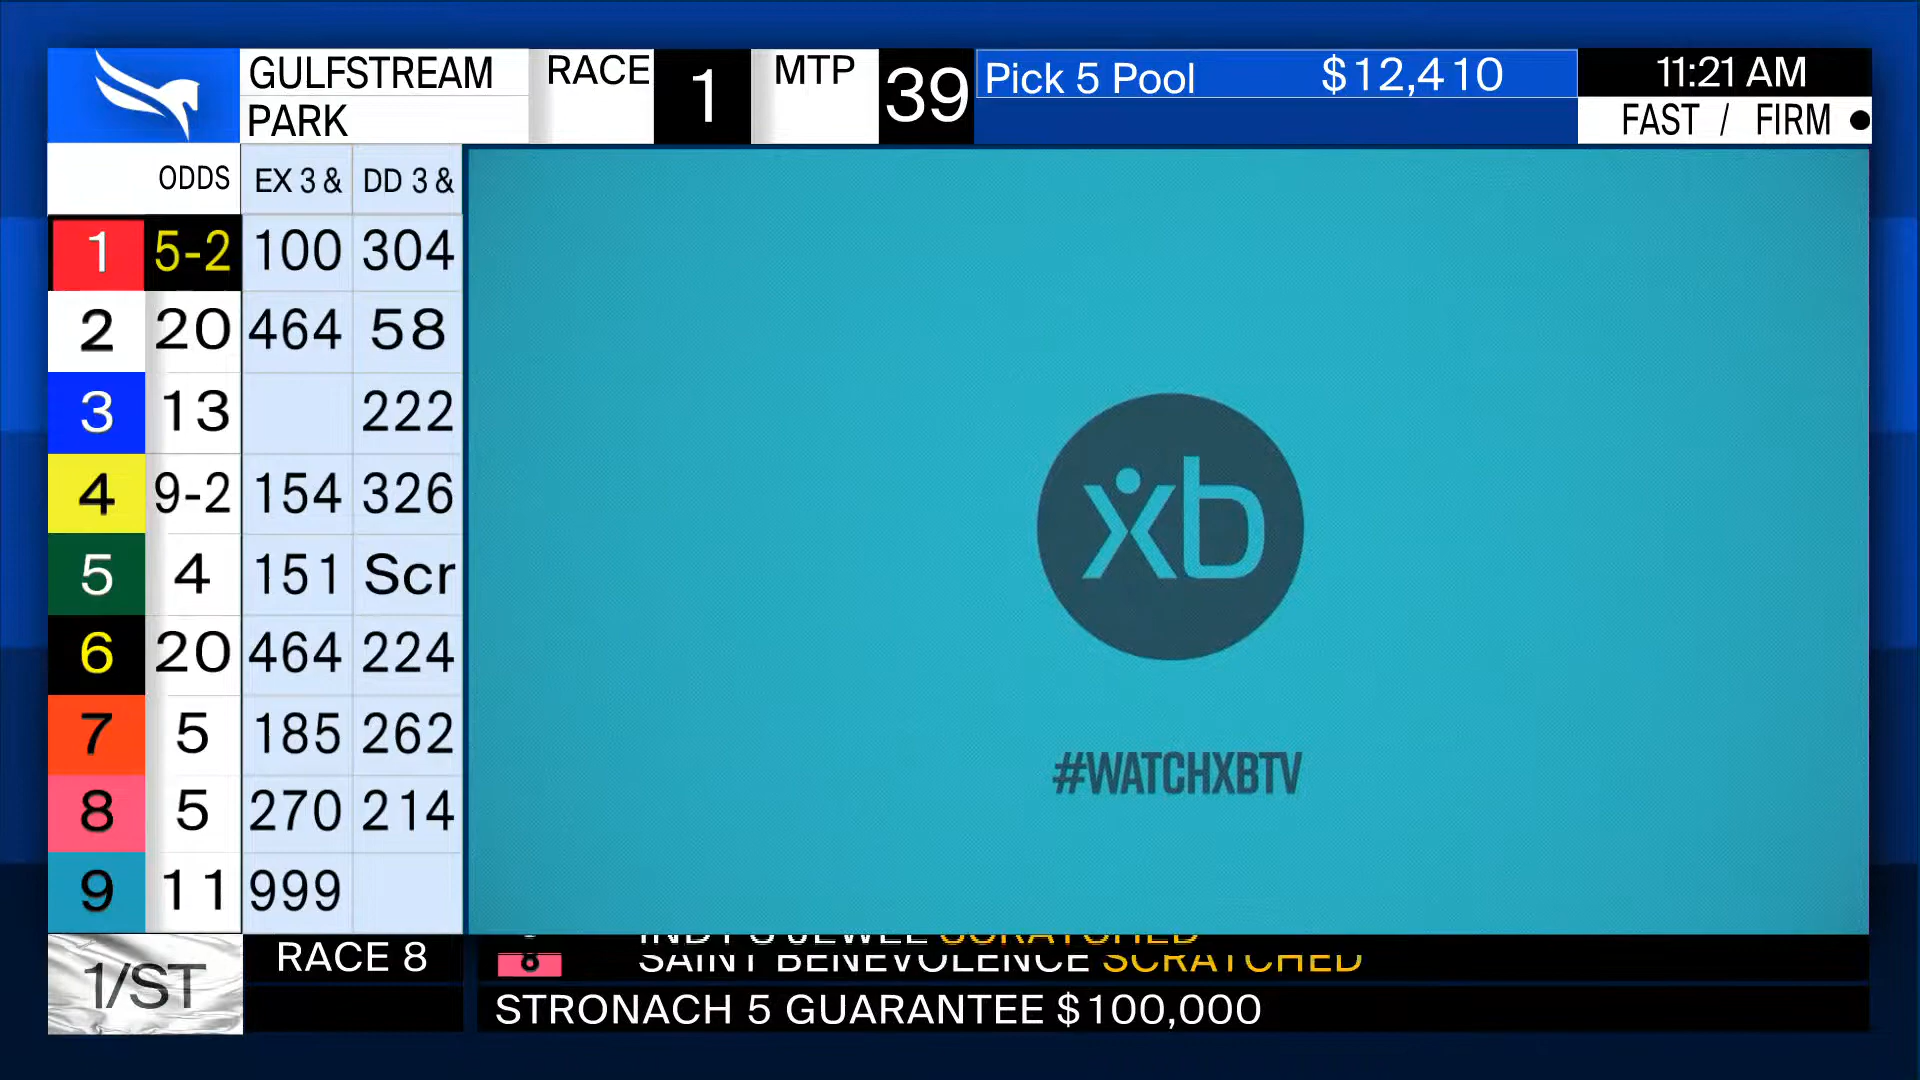 GULFSTREAM PARK
RACE 1
MTP 39
Pick 5 Pool $12,410
11:21 AM
FAST / FIRM
ODDS EX 3 & DD 3 &
1 5-2 100 304
2 20 464 58
3 13 222
4 9-2 154 326
5 4 151 Scr
6 20 464 224
7 5 185 262
8 5 270 214
9 11 999
xb
#WATCHXBTV
1/ST
RACE 8
SCRATCHED
8 SAINT BENEVOLENCE SCRATCHED
STRONACH 5 GUARANTEE $100,000